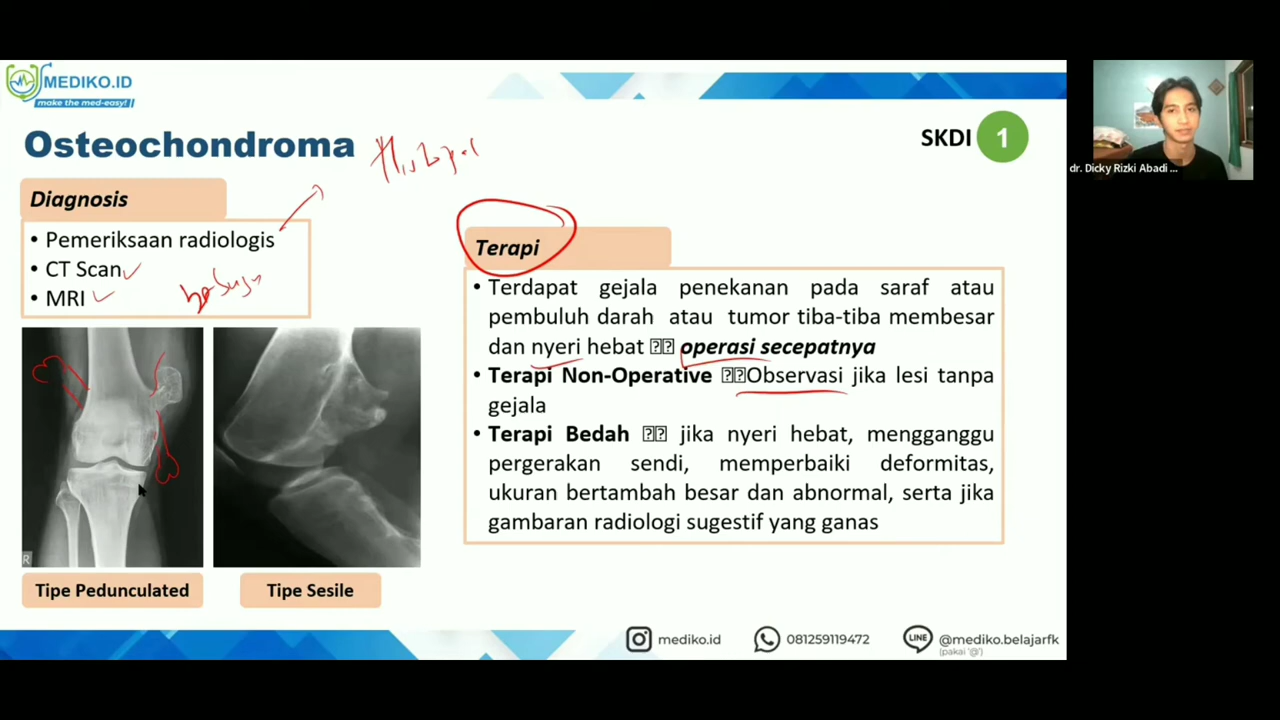 MEDIKO.ID
make the med-easy!
Osteochondroma
SKDI 1
dr. Dicky Rizki Abadi ...
Diagnosis
• Pemeriksaan radiologis
• CT Scan
• MRI
Terapi
• Terdapat gejala penekanan pada saraf atau
pembuluh darah atau tumor tiba-tiba membesar
dan nyeri hebat operasi secepatnya
• Terapi Non-Operative Observasi jika lesi tanpa
gejala
• Terapi Bedah jika nyeri hebat, mengganggu
pergerakan sendi, memperbaiki deformitas,
ukuran bertambah besar dan abnormal, serta jika
gambaran radiologi sugestif yang ganas
R
Tipe Pedunculated
Tipe Sesile
mediko.id
081259119472
LINE
@mediko.belajarfk
(pakai '@')